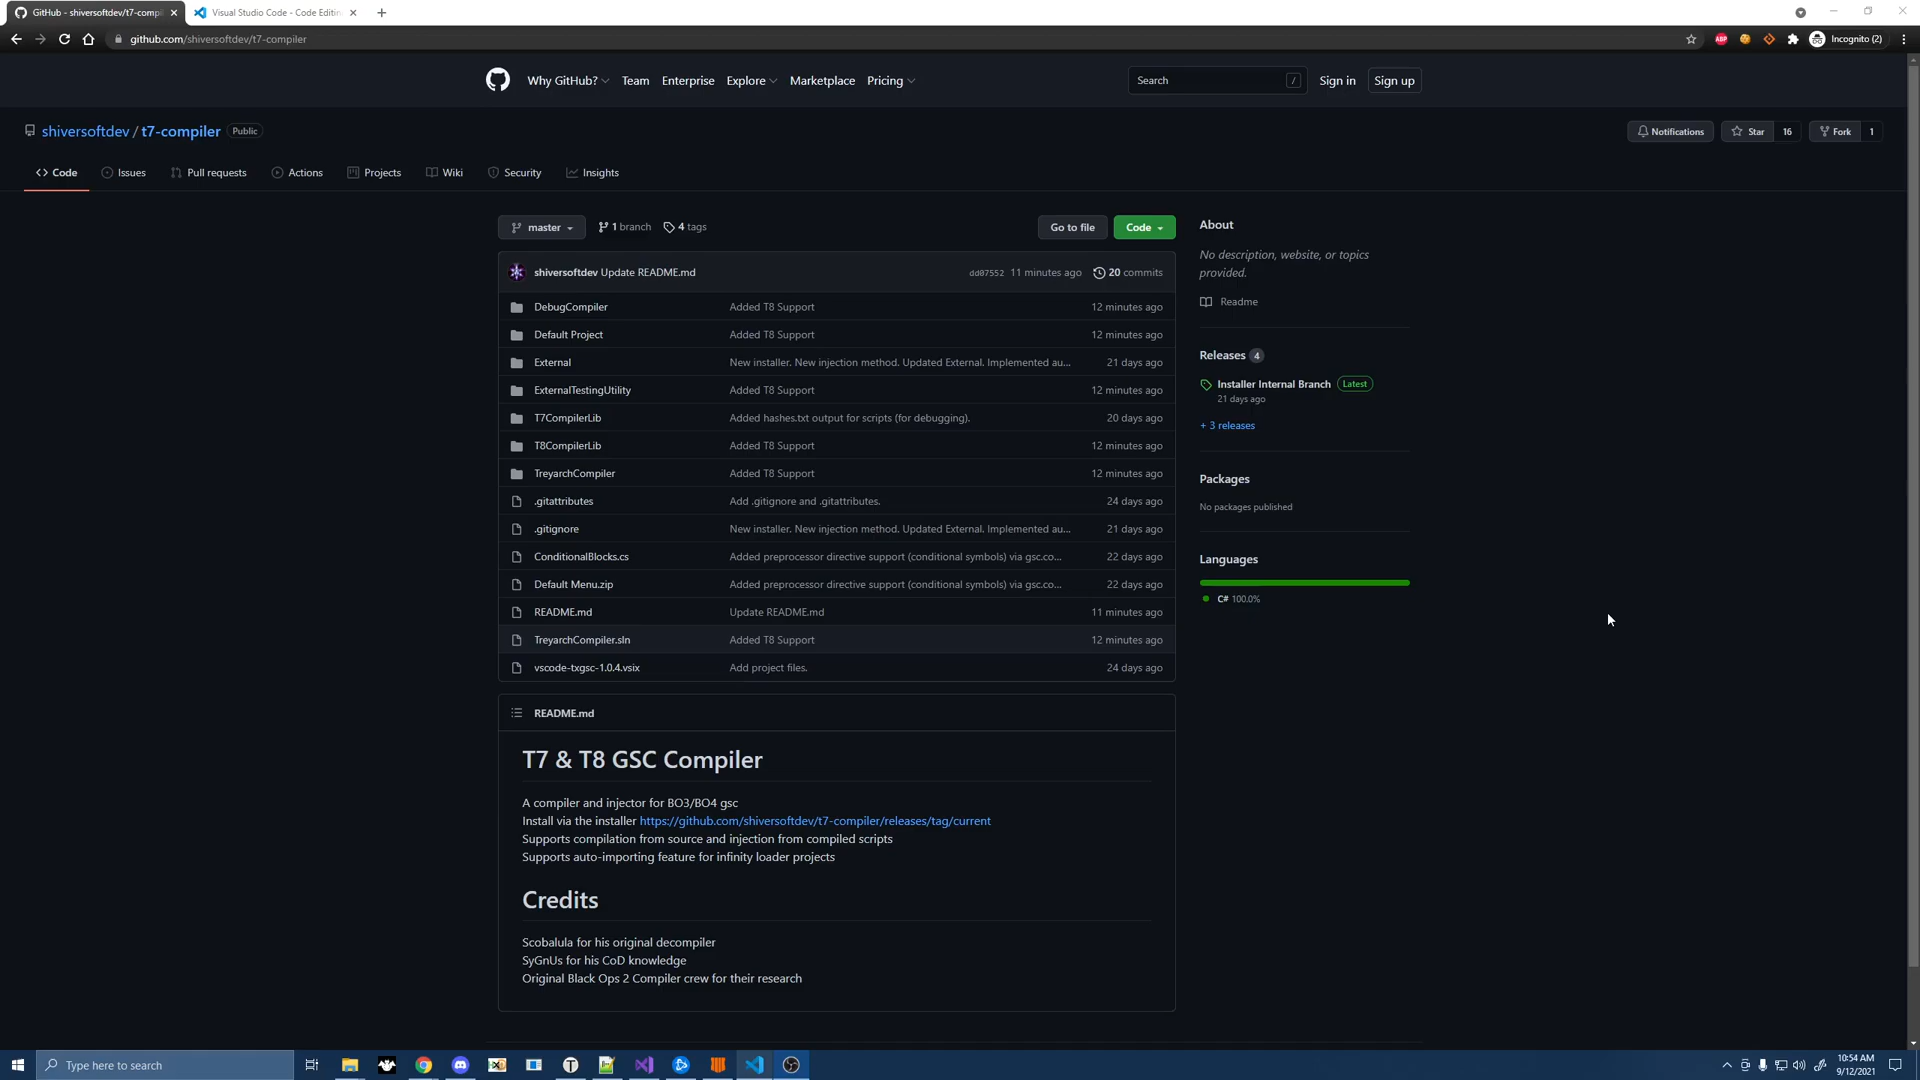 GitHub - shiversoftdev/t7-compil
Visual Studio Code - Code Editin
github.com/shiversoftdev/t7-compiler
ABP
Incognito (2)
Why GitHub?
Team
Enterprise
Explore
Marketplace
Pricing
Search
/
Sign in
Sign up
shiversoftdev / t7-compiler
Public
Notifications
Star
16
Fork
1
Code
Issues
Pull requests
Actions
Projects
Wiki
Security
Insights
master
1 branch
4 tags
Go to file
Code
shiversoftdev Update README.md
dd07552 11 minutes ago
20 commits
DebugCompiler Added T8 Support 12 minutes ago
Default Project Added T8 Support 12 minutes ago
External New installer. New injection method. Updated External. Implemented au... 21 days ago
ExternalTestingUtility Added T8 Support 12 minutes ago
T7CompilerLib Added hashes.txt output for scripts (for debugging). 20 days ago
T8CompilerLib Added T8 Support 12 minutes ago
TreyarchCompiler Added T8 Support 12 minutes ago
.gitattributes Add .gitignore and .gitattributes. 24 days ago
.gitignore New installer. New injection method. Updated External. Implemented au... 21 days ago
ConditionalBlocks.cs Added preprocessor directive support (conditional symbols) via gsc.co... 22 days ago
Default Menu.zip Added preprocessor directive support (conditional symbols) via gsc.co... 22 days ago
README.md Update README.md 11 minutes ago
TreyarchCompiler.sln Added T8 Support 12 minutes ago
vscode-txgsc-1.0.4.vsix Add project files. 24 days ago
README.md
T7 & T8 GSC Compiler
A compiler and injector for BO3/BO4 gsc
Install via the installer https://github.com/shiversoftdev/t7-compiler/releases/tag/current
Supports compilation from source and injection from compiled scripts
Supports auto-importing feature for infinity loader projects
Credits
Scobalula for his original decompiler
SyGnUs for his CoD knowledge
Original Black Ops 2 Compiler crew for their research
About
No description, website, or topics
provided.
Readme
Releases 4
Installer Internal Branch Latest
21 days ago
+ 3 releases
Packages
No packages published
Languages
C# 100.0%
Type here to search
10:54 AM
9/12/2021